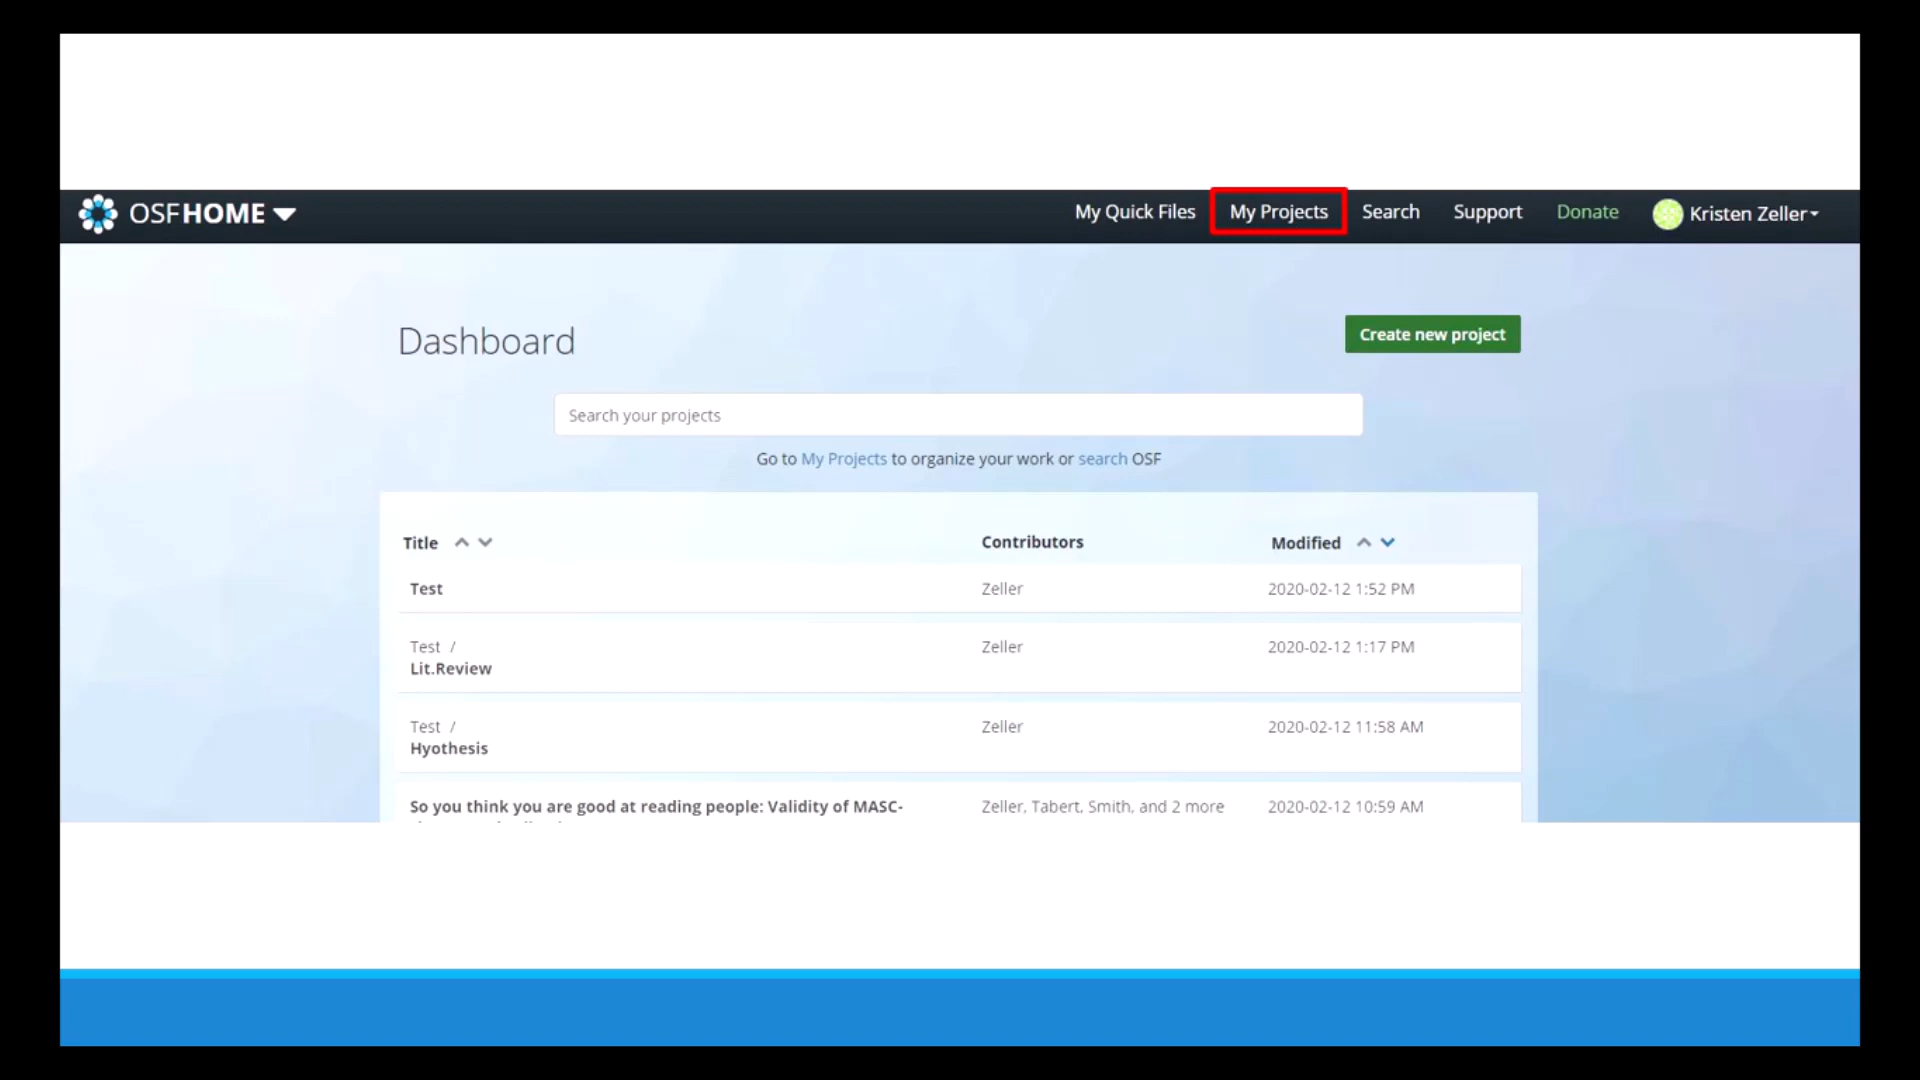 OSFHOME
My Quick Files
My Projects
Search
Support
Donate
Kristen Zeller
Dashboard
Create new project
Search your projects
Go to My Projects to organize your work or search OSF
Title
Contributors
Modified
Test
Zeller
2020-02-12 1:52 PM
Test /
Zeller
2020-02-12 1:17 PM
Lit.Review
Test /
Zeller
2020-02-12 11:58 AM
Hyothesis
So you think you are good at reading people: Validity of MASC-
Zeller, Tabert, Smith, and 2 more
2020-02-12 10:59 AM